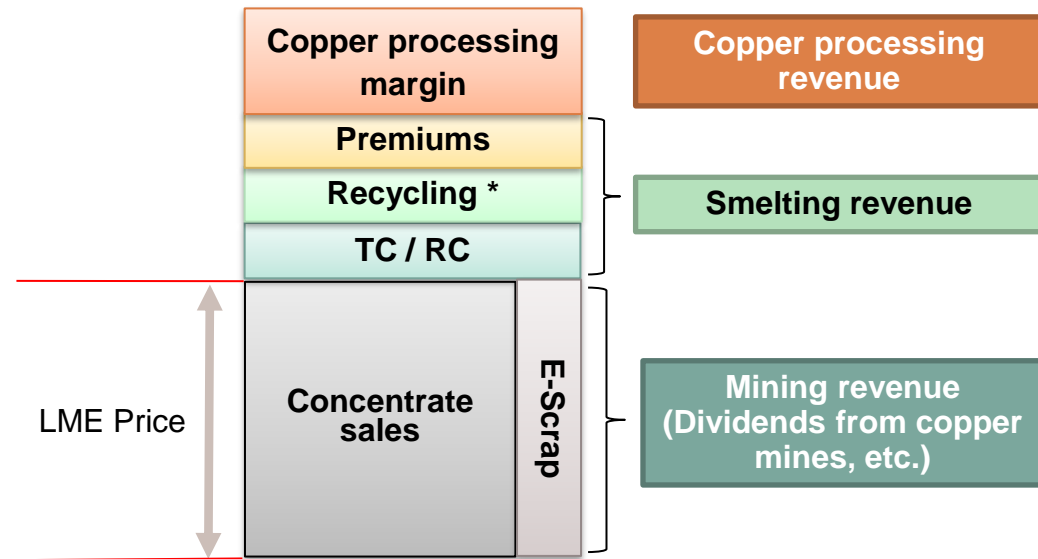 Copper processing
margin
Copper processing
revenue
Premiums
Recycling *
Smelting revenue
TC / RC
LME Price
Concentrate
sales
E-Scrap
Mining revenue
(Dividends from copper
mines, etc.)